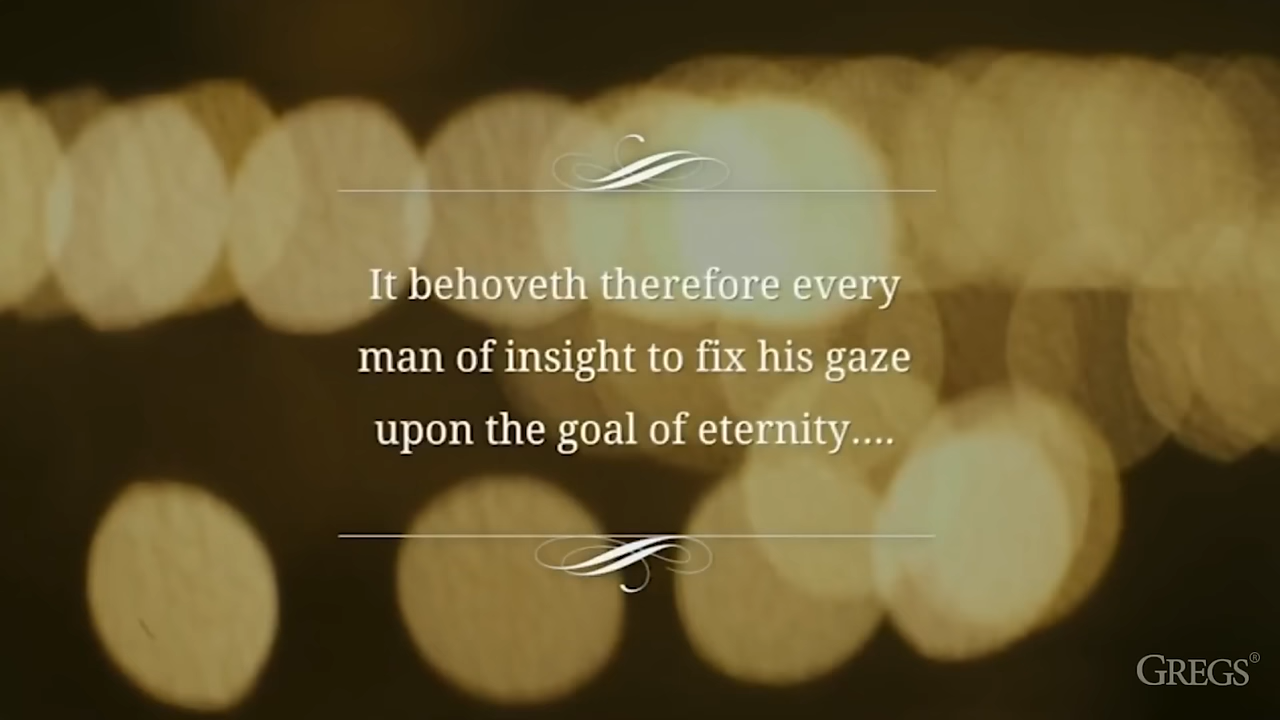 It behoveth therefore every
man of insight to fix his gaze
upon the goal of eternity....
GREGS®